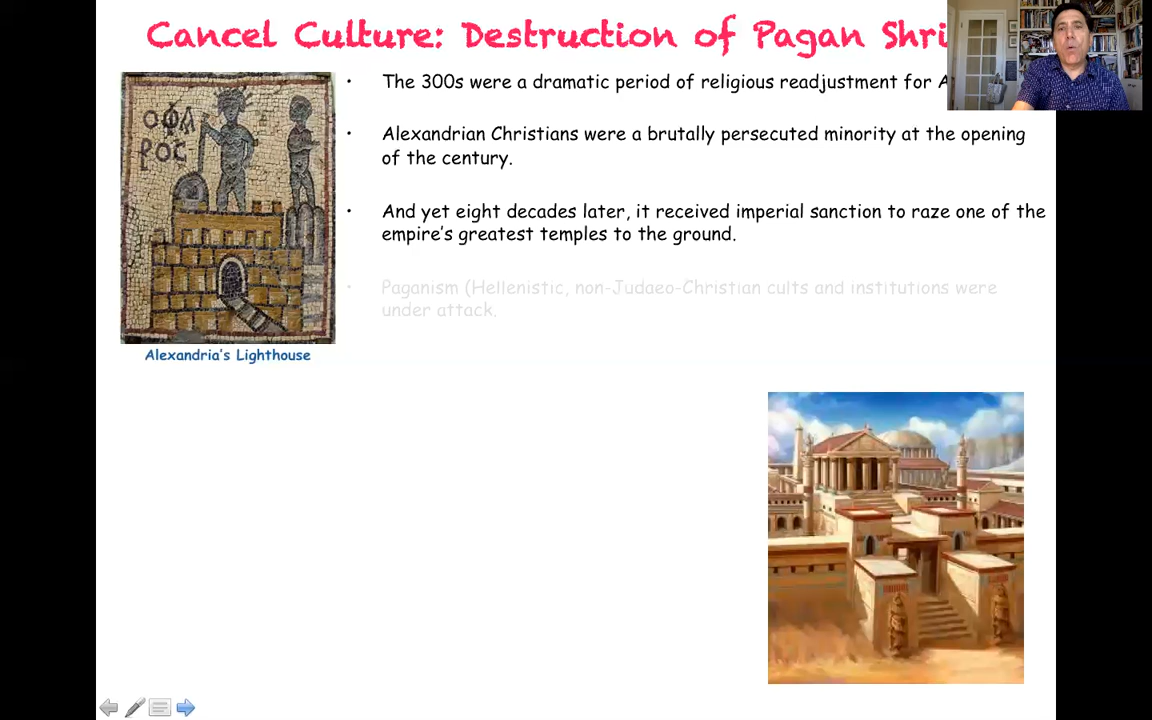 Cancel Culture: Destruction of Pagan
The 300s were a dramatic period of religious readjustment for
Alexandrian Christians were a brutally persecuted minority at the opening
of the century.
And yet eight decades later, it received imperial sanction to raze one of the
empire's greatest temples to the ground.
Paganism (Hellenistic, non-Judaeo-Christian cults and institutions were
under attack.
ΟΦΑ
ΡΟС
Alexandria's Lighthouse